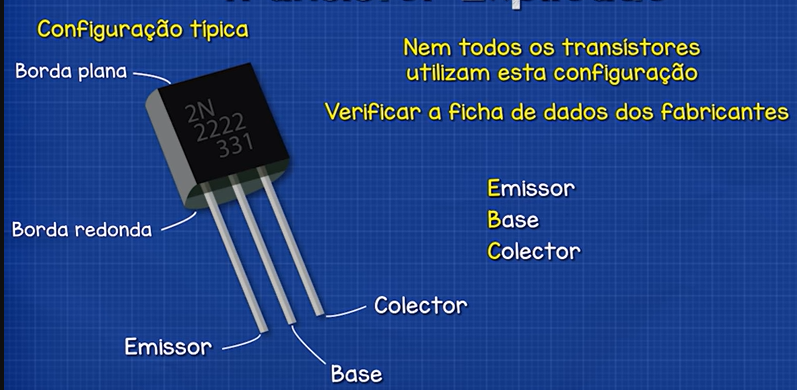 Configuração típica
Nem todos os transístores
utilizam esta configuração
Borda plana
Verificar a ficha de dados dos fabricantes
2N
2222
331
Emissor
Base
Colector
Borda redonda
Colector
Emissor
Base